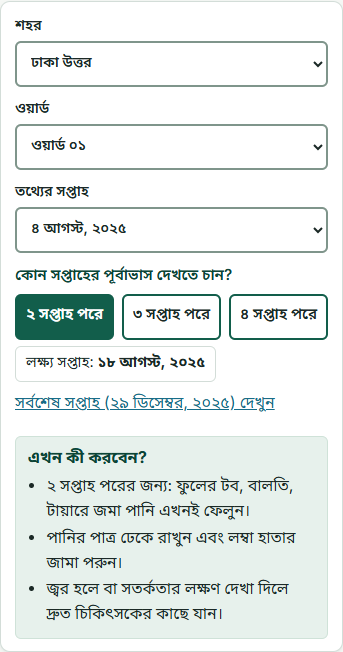 শহর
ঢাকা উত্তর
ওয়ার্ড
ওয়ার্ড ০১
তথ্যের সপ্তাহ
৪ আগস্ট, ২০২৫
কোন সপ্তাহের পূর্বাভাস দেখতে চান?
২ সপ্তাহ পরে ৩ সপ্তাহ পরে ৪ সপ্তাহ পরে
লক্ষ্য সপ্তাহ: ১৮ আগস্ট, ২০২৫
সর্বশেষ সপ্তাহ (২৯ ডিসেম্বর, ২০২৫) দেখুন
এখন কী করবেন?
• ২ সপ্তাহ পরের জন্য: ফুলের টব, বালতি,
টায়ারে জমা পানি এখনই ফেলুন।
• পানির পাত্র ঢেকে রাখুন এবং লম্বা হাতার
জামা পরুন।
• জ্বর হলে বা সতর্কতার লক্ষণ দেখা দিলে
দ্রুত চিকিৎসকের কাছে যান।